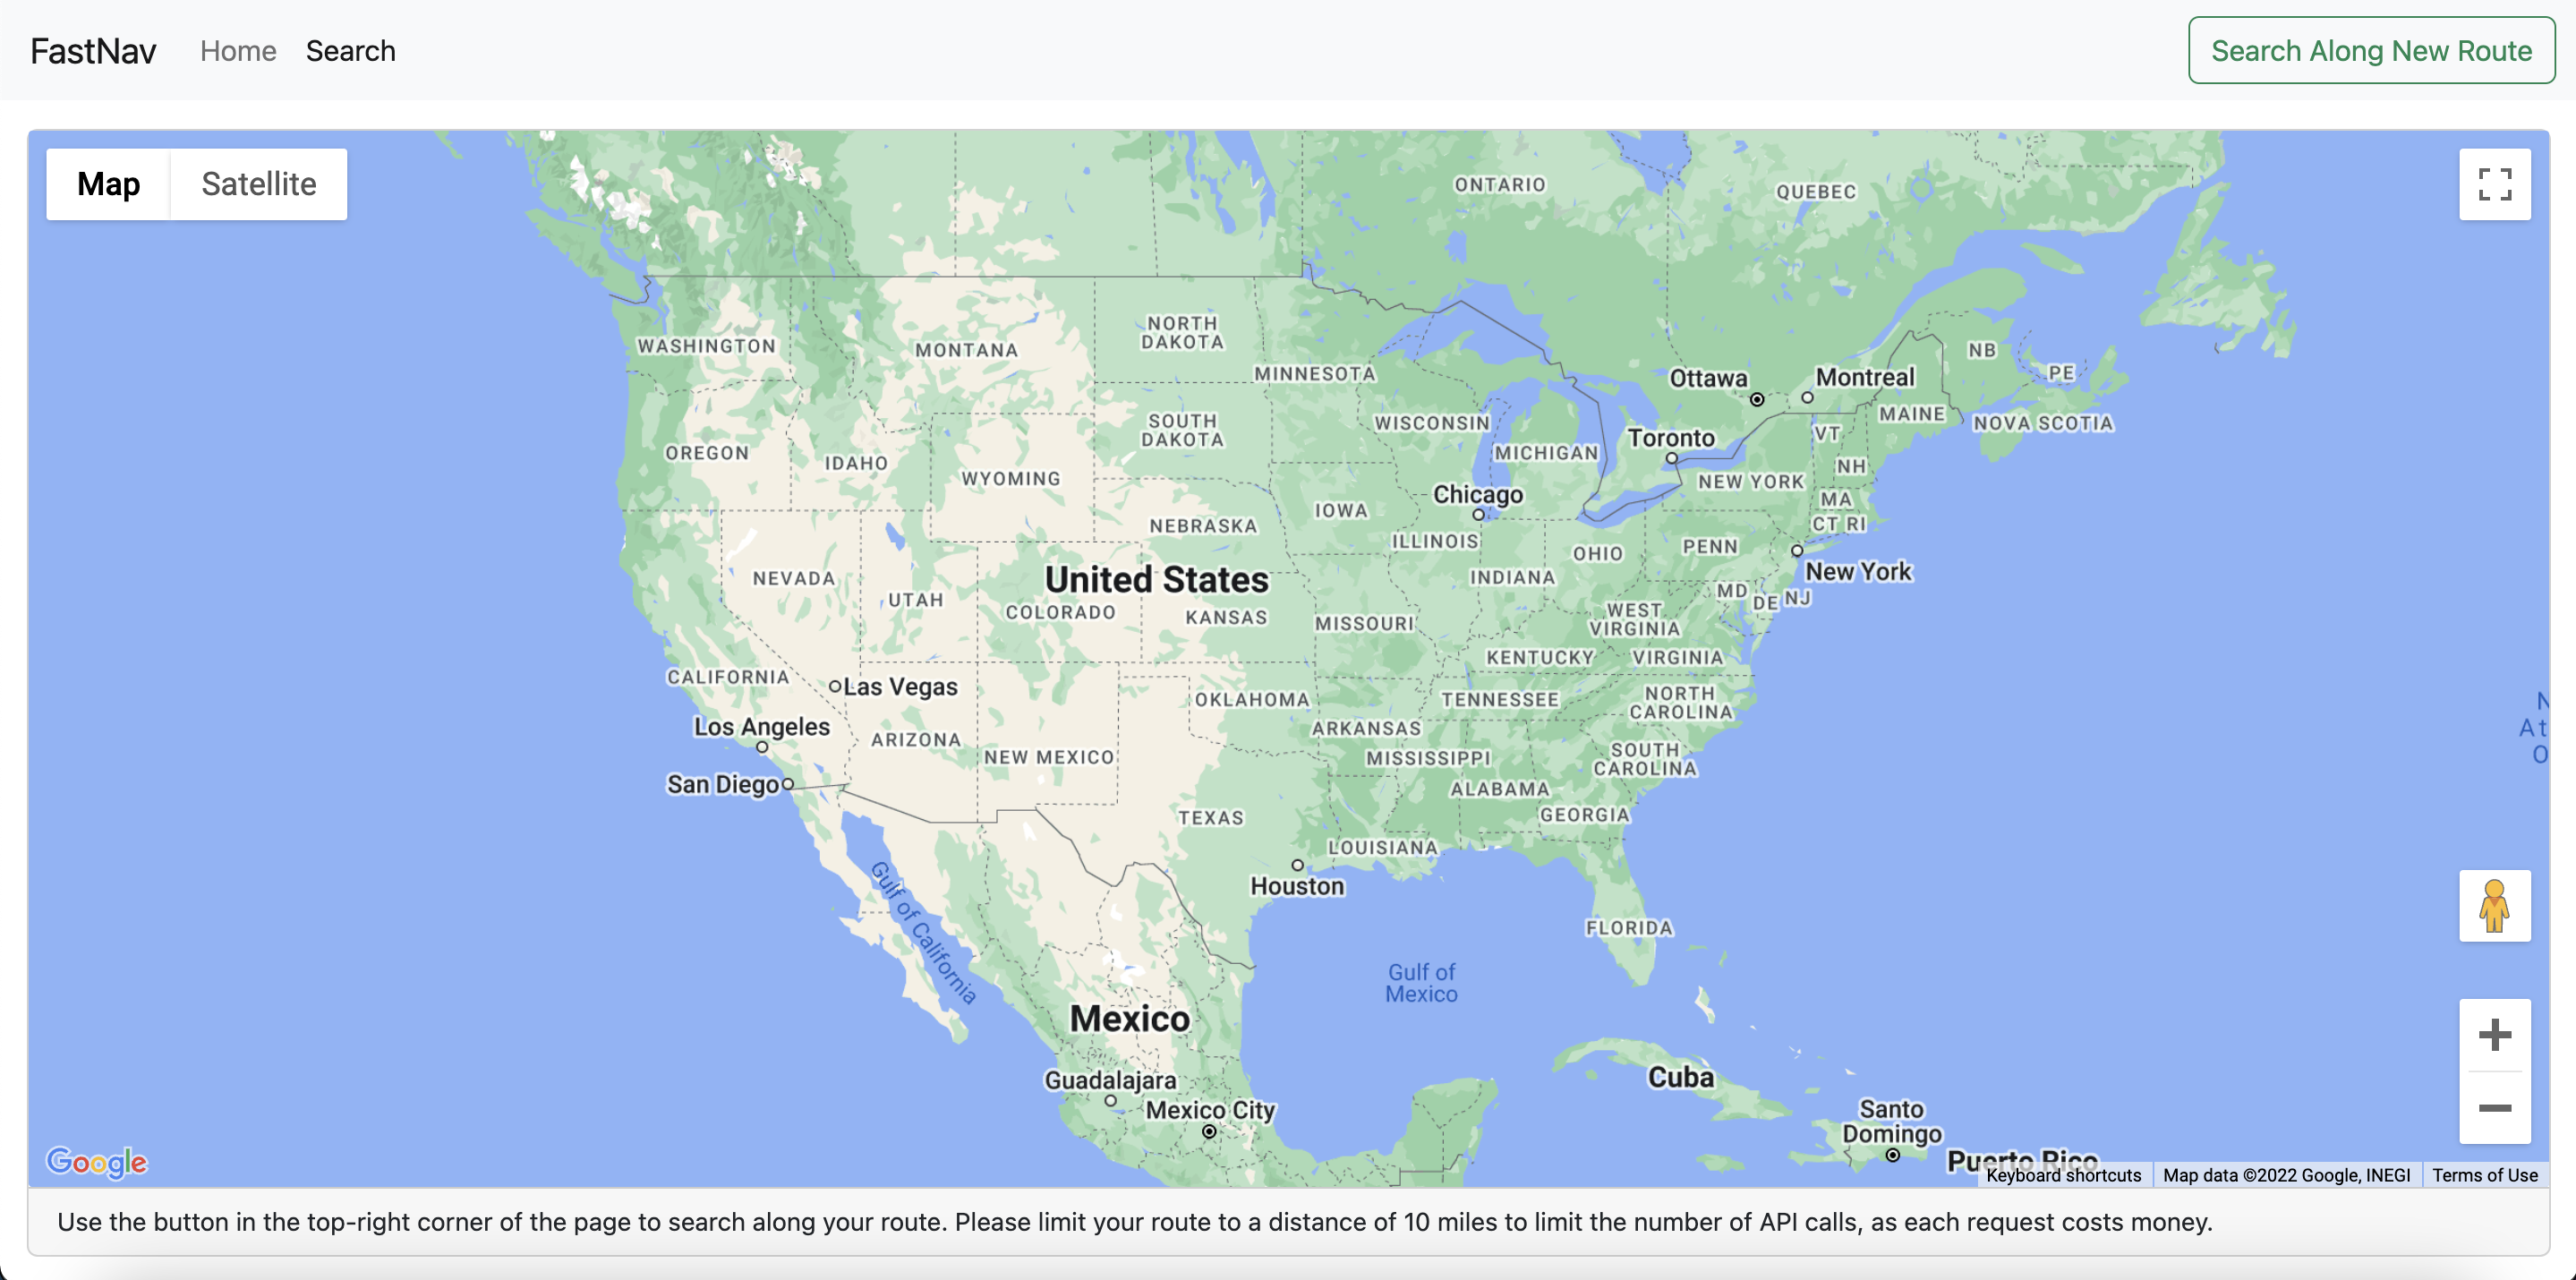 FastNav Home Search Search Along New Route
Map Satellite
ONTARIO
QUEBEC
WASHINGTON
MONTANA
NORTH
DAKOTA
MINNESOTA
NB
PE
Ottawa
Montreal
MAINE
NOVA SCOTIA
OREGON
IDAHO
WYOMING
SOUTH
DAKOTA
WISCONSIN
MICHIGAN
Toronto
VT
NH
NEW YORK
MA
CT RI
Chicago
IOWA
NEBRASKA
ILLINOIS
OHIO
PENN
New York
NEVADA
UTAH
United States
COLORADO
KANSAS
INDIANA
MISSOURI
MD
DE
NJ
WEST
VIRGINIA
KENTUCKY
VIRGINIA
CALIFORNIA
Las Vegas
Los Angeles
San Diego
ARIZONA
NEW MEXICO
OKLAHOMA
TENNESSEE
NORTH
CAROLINA
ARKANSAS
MISSISSIPPI
SOUTH
CAROLINA
ALABAMA
GEORGIA
TEXAS
LOUISIANA
Houston
FLORIDA
Gulf of California
Gulf of
Mexico
Mexico
Guadalajara
Mexico City
Cuba
Santo
Domingo
Puerto Rico
N
At
O
Google
Keyboard shortcuts Map data ©2022 Google, INEGI Terms of Use
Use the button in the top-right corner of the page to search along your route. Please limit your route to a distance of 10 miles to limit the number of API calls, as each request costs money.